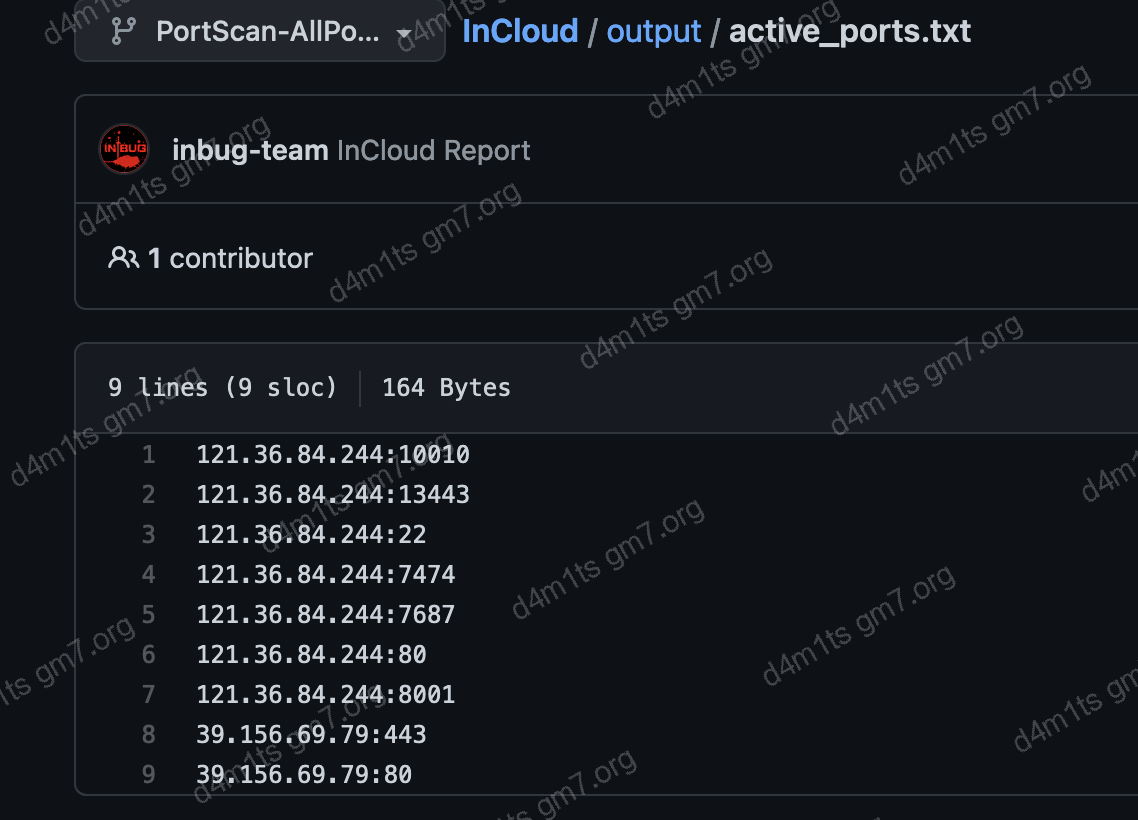 PortScan-AllPo... InCloud / output / active_ports.txt
INBUG inbug-team InCloud Report
1 contributor
9 lines (9 sloc) 164 Bytes
1 121.36.84.244:10010
2 121.36.84.244:13443
3 121.36.84.244:22
4 121.36.84.244:7474
5 121.36.84.244:7687
6 121.36.84.244:80
7 121.36.84.244:8001
8 39.156.69.79:443
9 39.156.69.79:80
d4m1ts gm7.org